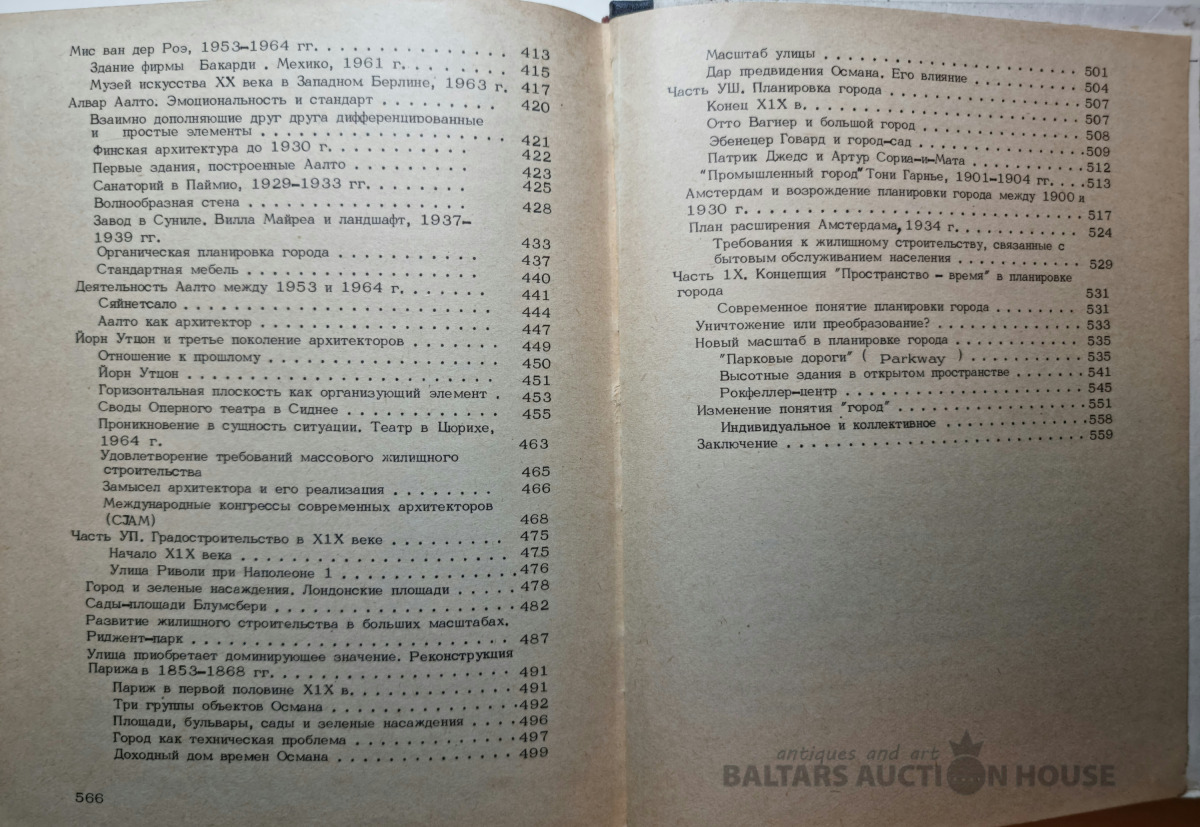 Мис ван дер Роэ, 1953–1964 гг. . . . . . . . . . . . . . . 413
Здание фирмы Бакарди . Мехико, 1961 г. . . . . . . . . 415
Музей искусства XX века в Западном Берлине, 1963 г. 417
Алвар Аалто. Эмоциональность и стандарт . . . . . . . . . 420
Взаимно дополняющие друг друга дифференцированные
и простые элементы . . . . . . . . . . . . . . . . . . 421
Финская архитектура до 1930 г. . . . . . . . . . . . . 422
Первые здания, построенные Аалто . . . . . . . . . . 423
Санаторий в Паймио, 1929–1933 гг. . . . . . . . . . 425
Волнообразная стена . . . . . . . . . . . . . . . . . 428
Завод в Суниле. Вилла Майреа и ландшафт, 1937–
1939 гг. 433
Органическая планировка города . . . . . . . . . . . 437
Стандартная мебель . . . . . . . . . . . . . . . . . 440
Деятельность Аалто между 1953 и 1964 г. . . . . . . . 441
Сяйнетсало . . . . . . . . . . . . . . . . . . . . . 444
Аалто как архитектор . . . . . . . . . . . . . . . . 447
Йорн Утцон и третье поколение архитекторов . . . . . . . 449
Отношение к прошлому . . . . . . . . . . . . . . . . 450
Йорн Утцон . . . . . . . . . . . . . . . . . . . . . 451
Горизонтальная плоскость как организующий элемент . 453
Своды Оперного театра в Сиднее . . . . . . . . . . . 455
Проникновение в сущность ситуации. Театр в Цюрихе,
1964 г. 463
Удовлетворение требований массового жилищного
строительства 465
Замысел архитектора и его реализация . . . . . . . . 466
Международные конгрессы современных архитекторов
(СJАМ) 468
Часть УП. Градостроительство в X1X веке . . . . . . . . . 475
Начало X1X века . . . . . . . . . . . . . . . . . . . 475
Улица Риволи при Наполеоне 1 . . . . . . . . . . . . 476
Город и зеленые насаждения. Лондонские площади . . . . . 478
Сады–площади Блумсбери . . . . . . . . . . . . . . . . . 482
Развитие жилищного строительства в больших масштабах.
Риджент–парк . . . . . . . . . . . . . . . . . . . . . . 487
Улица приобретает доминирующее значение. Реконструкция
Парижа в 1853–1868 гг. . . . . . . . . . . . . . . . . . 491
Париж в первой половине X1X в. . . . . . . . . . . . 491
Три группы объектов Османа . . . . . . . . . . . . . 492
Площади, бульвары, сады и зеленые насаждения . . . . 496
Город как техническая проблема . . . . . . . . . . . 497
Доходный дом времен Османа . . . . . . . . . . . . . 499
566
Масштаб улицы . . . . . . . . . . . . . . . . . . . . 501
Дар предвидения Османа. Его влияние . . . . . . . . 504
Часть УШ. Планировка города . . . . . . . . . . . . . . 507
Конец X1X в. . . . . . . . . . . . . . . . . . . . . 507
Отто Вагнер и большой город . . . . . . . . . . . . 508
Эбенецер Говард и город–сад . . . . . . . . . . . . 509
Патрик Джедс и Артур Сориа–и–Мата . . . . . . . . . 512
"Промышленный город" Тони Гарнье, 1901–1904 гг. . . . 513
Амстердам и возрождение планировки города между 1900 и
1930 г. . . . . . . . . . . . . . . . . . . . . . . . . 517
План расширения Амстердама, 1934 г. . . . . . . . . . . 524
Требования к жилищному строительству, связанные с
бытовым обслуживанием населения . . . . . . . . . . 529
Часть 1X. Концепция "Пространство – время" в планировке
города 531
Современное понятие планировки города . . . . . . . 531
Уничтожение или преобразование? . . . . . . . . . . . . 533
Новый масштаб в планировке города . . . . . . . . . . . 535
"Парковые дороги" ( Parkway ) . . . . . . . . . . . 535
Высотные здания в открытом пространстве . . . . . . 541
Рокфеллер–центр . . . . . . . . . . . . . . . . . . 545
Изменение понятия "город" . . . . . . . . . . . . . . . 551
Индивидуальное и коллективное . . . . . . . . . . . 558
Заключение . . . . . . . . . . . . . . . . . . . . . . 559
antiques and art
BALTARS AUCTION HOUSE